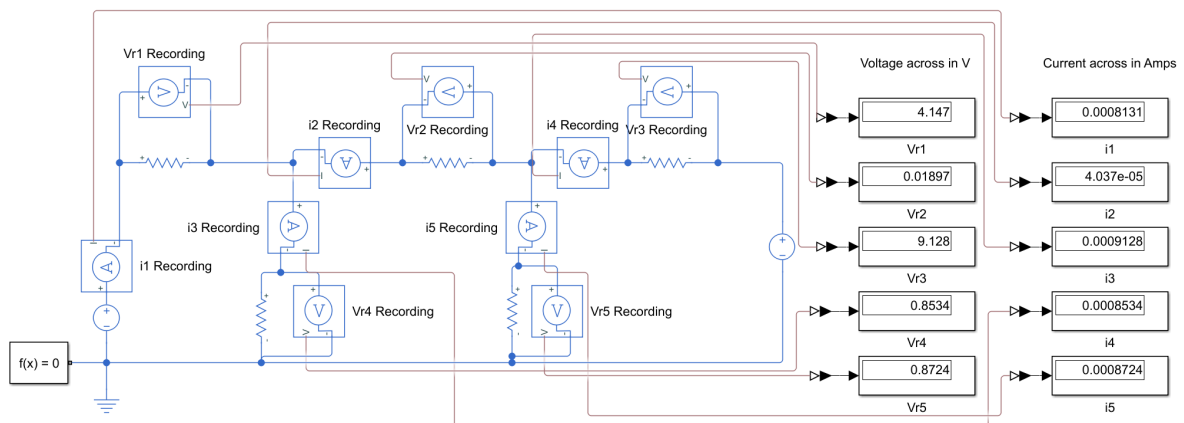 Vr1 Recording
Voltage across in V
Current across in Amps
V
V
V
V
4.147
0.0008131
i2 Recording
Vr2 Recording
i4 Recording
Vr3 Recording
Vr1
i1
A
A
I
I
0.01897
4.037e-05
Vr2
i2
i3 Recording
A
i5 Recording
A
9.128
0.0009128
I
I
I
A
i1 Recording
Vr3
i3
V
Vr4 Recording
V
Vr5 Recording
0.8534
0.0008534
V
V
Vr4
i4
f(x) = 0
0.8724
0.0008724
Vr5
i5